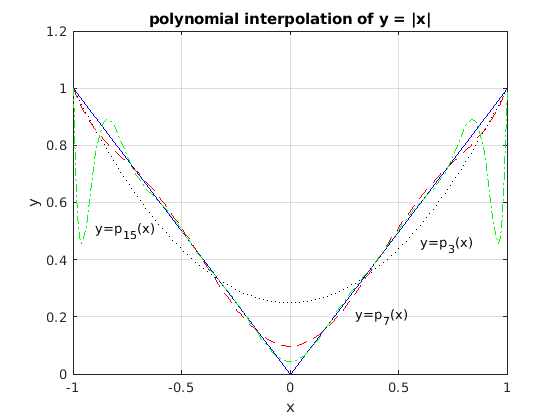 polynomial interpolation of y = |x|
1.2
1
0.8
0.6
0.4
0.2
0
y
y=p15(x)
y=p3(x)
y=p7(x)
-1
-0.5
0
0.5
1
x